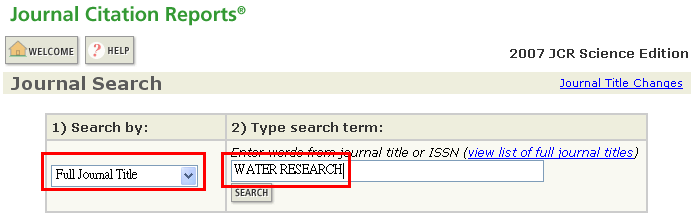 Journal Citation Reports®
WELCOME ? HELP
2007 JCR Science Edition
Journal Search
Journal Title Changes
1) Search by:
2) Type search term:
Enter words from journal title or ISSN (view list of full journal titles)
Full Journal Title
WATER RESEARCH
SEARCH